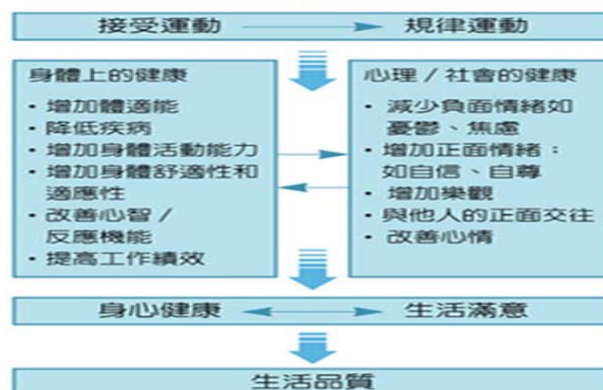 接受運動 規律運動
身體上的健康
・增加體適能
・降低疾病
・增加身體活動能力
・增加身體舒適性和
適應性
・改善心智／
反應機能
・提高工作績效
心理／社會的健康
・減少負面情緒如
憂鬱、焦慮
・增加正面情緒：
如自信、自尊
・增加樂觀
・與他人的正面交往
・改善心情
身心健康 生活滿意
生活品質